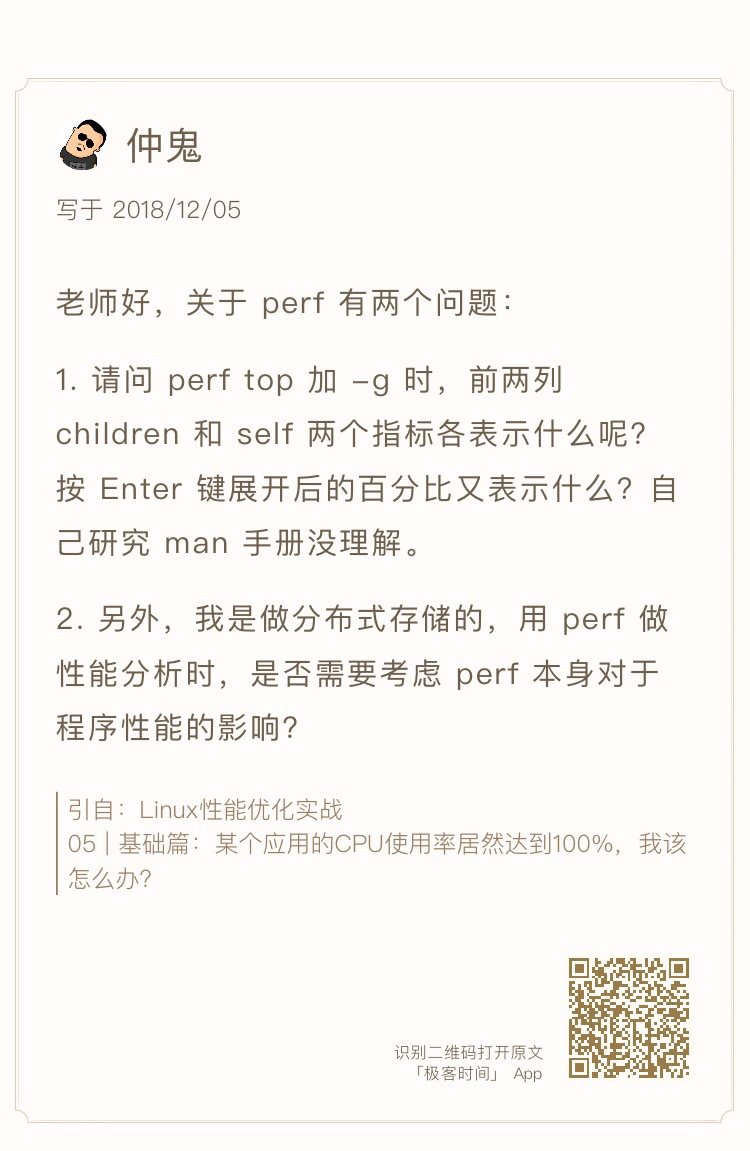 仲鬼
写于 2018/12/05
老师好，关于 perf 有两个问题：
1. 请问 perf top 加 -g 时，前两列
children 和 self 两个指标各表示什么呢？
按 Enter 键展开后的百分比又表示什么？自
己研究 man 手册没理解。
2. 另外，我是做分布式存储的，用 perf 做
性能分析时，是否需要考虑 perf 本身对于
程序性能的影响？
引自：Linux性能优化实战
05 | 基础篇：某个应用的CPU使用率居然达到100%，我该
怎么办？
识别二维码打开原文
「极客时间」 App